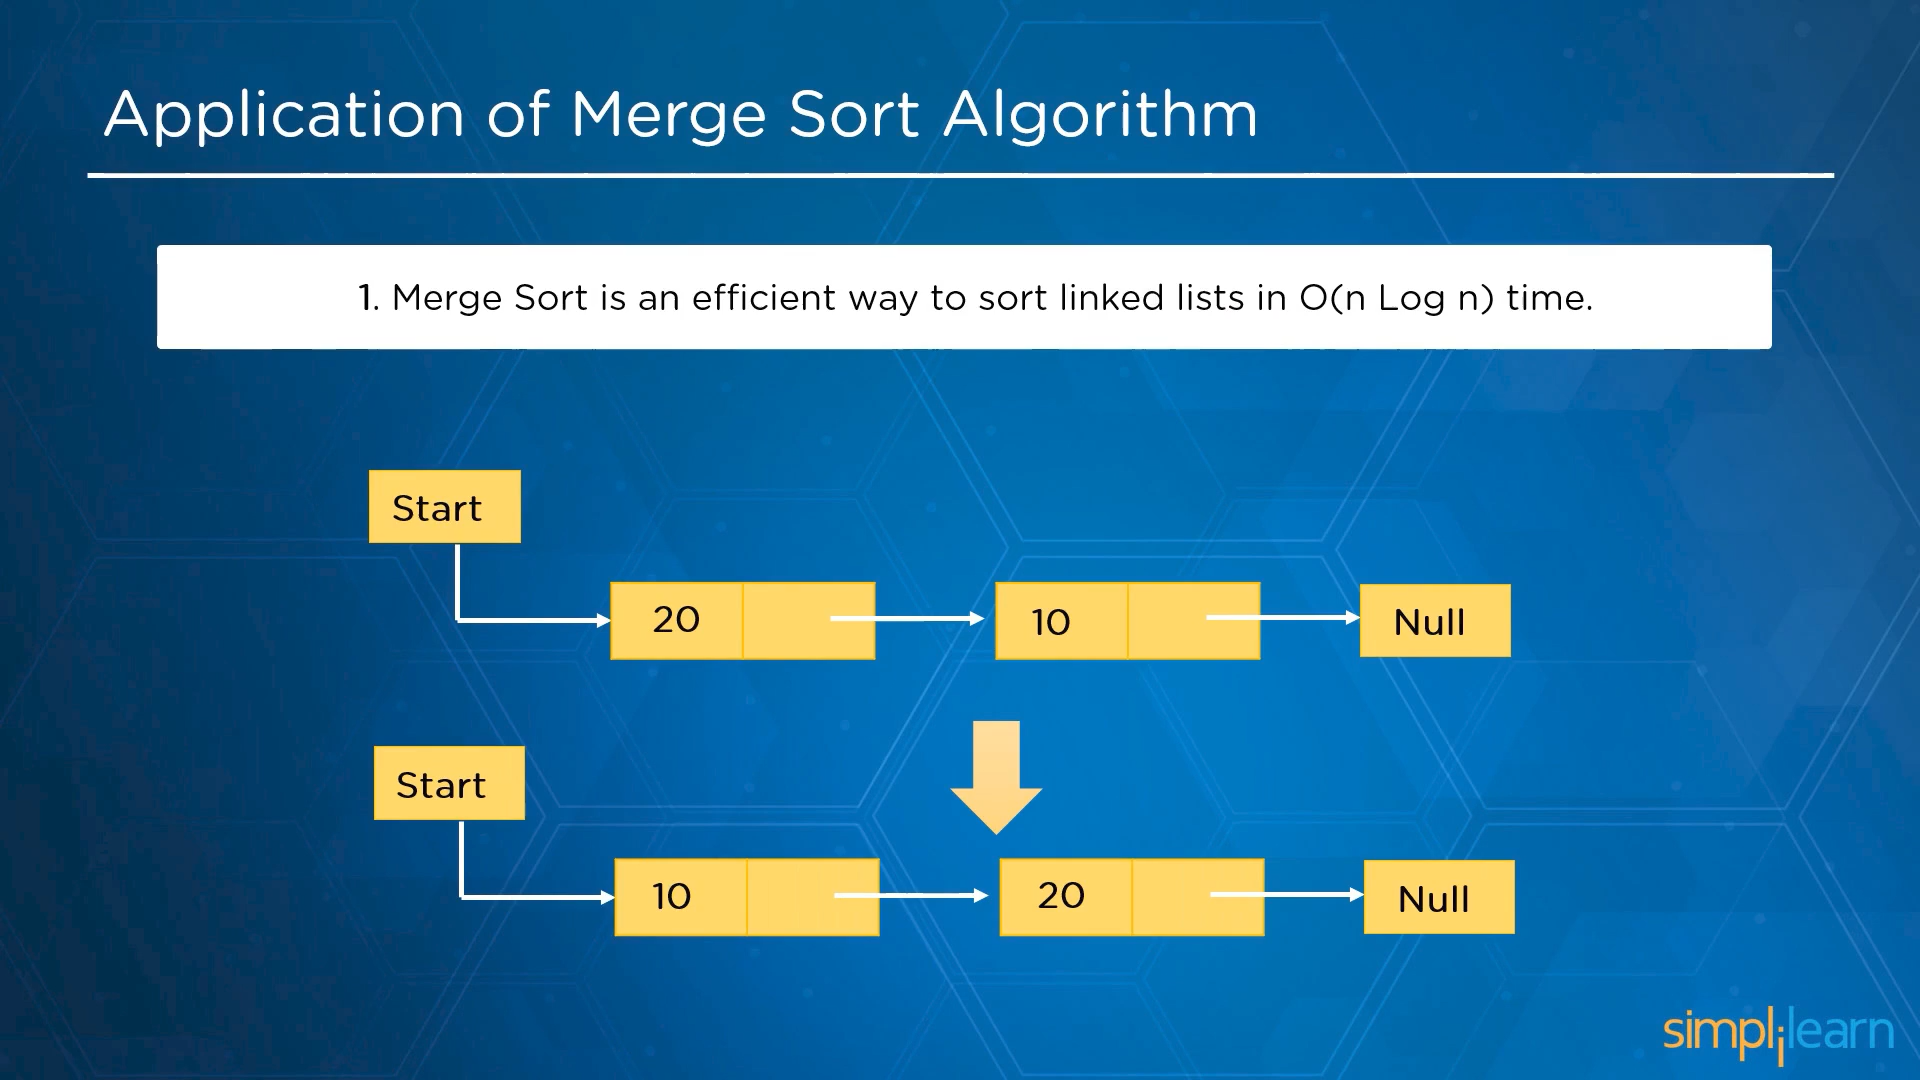 Application of Merge Sort Algorithm
1. Merge Sort is an efficient way to sort linked lists in O(n Log n) time.
Start
20
10
Null
Start
10
20
Null
simplilearn